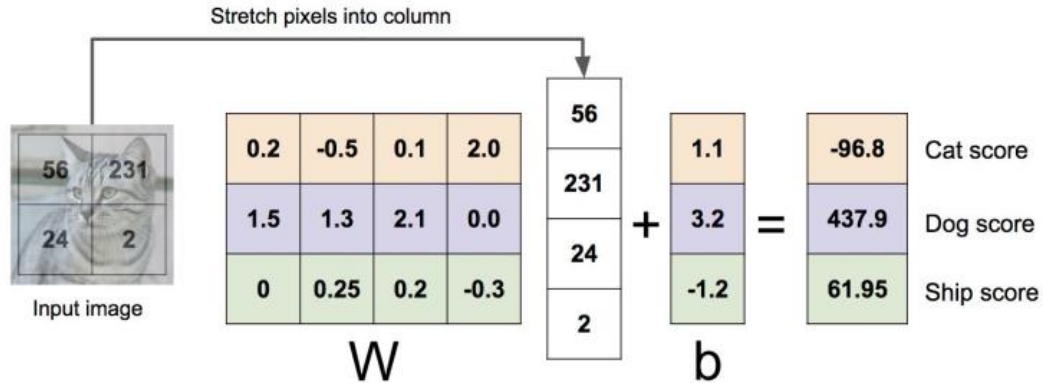 Stretch pixels into column
56 231
24 2
Input image
0.2 -0.5 0.1 2.0
1.5 1.3 2.1 0.0
0 0.25 0.2 -0.3
W
56
231
24
2
+
1.1
3.2
-1.2
b
=
-96.8 Cat score
437.9 Dog score
61.95 Ship score